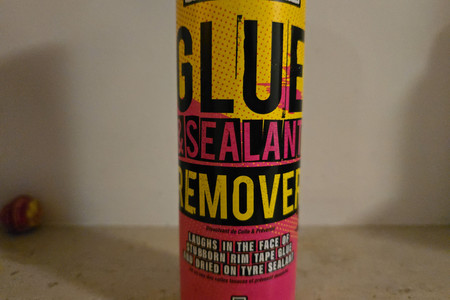 GLUE
& SEALANT
REMOVER
LAUGHS IN THE FACE OF
STUBBORN RIM TAPE GLUE
AND DRIED ON TYRE SEALANT